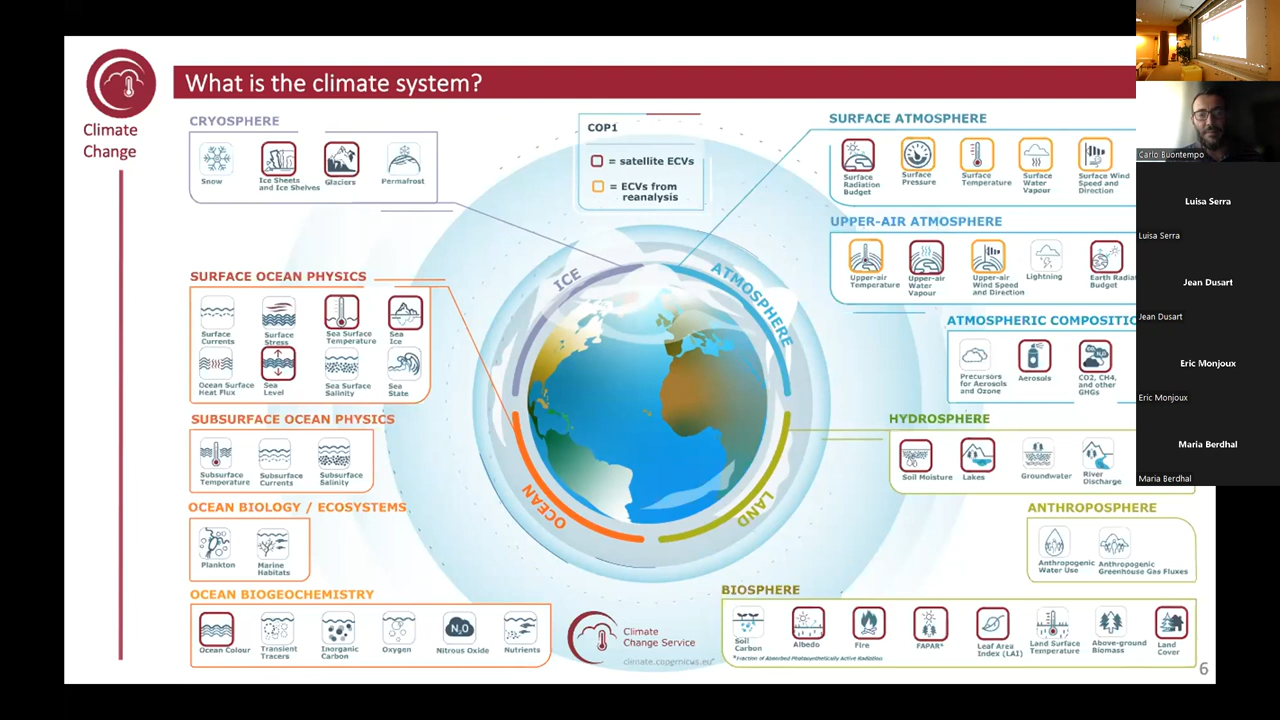 What is the climate system?
Climate
Change
CRYOSPHERE
Snow
Ice Sheets
and Ice Shelves
Glaciers
Permafrost
COP1
= satellite ECVs
= ECVs from
reanalysis
SURFACE ATMOSPHERE
Surface
Radiation
Budget
Surface
Pressure
Surface
Temperature
Surface
Water
Vapour
Surface Wind
Speed and
Direction
UPPER-AIR ATMOSPHERE
Upper-air
Temperature
Upper-air
Water
Vapour
Upper-air
Wind Speed
and Direction
Lightning
Earth Radia
Budget
ATMOSPHERIC COMPOSITIO
Precursors
for Aerosols
and Ozone
Aerosols
CO2, CH4,
and other
GHGs
SURFACE OCEAN PHYSICS
Surface
Currents
Surface
Stress
Sea Surface
Temperature
Sea
Ice
Ocean Surface
Heat Flux
Sea
Level
Sea Surface
Salinity
Sea
State
SUBSURFACE OCEAN PHYSICS
Subsurface
Temperature
Subsurface
Currents
Subsurface
Salinity
OCEAN BIOLOGY / ECOSYSTEMS
Plankton
Marine
Habitats
OCEAN BIOGEOCHEMISTRY
Ocean Colour
Transient
Tracers
Inorganic
Carbon
Oxygen
N2O
Nitrous Oxide
Nutrients
ICE
ATMOSPHERE
OCEAN
LAND
HYDROSPHERE
Soil Moisture
Lakes
Groundwater
River
Discharge
ANTHROPOSPHERE
Anthropogenic
Water Use
Anthropogenic
Greenhouse Gas Fluxes
BIOSPHERE
Soil
Carbon
Albedo
Fire
FAPAR*
Leaf Area
Index (LAI)
Land Surface
Temperature
Above-ground
Biomass
Land
Cover
*Fraction of Absorbed Photosynthetically Active Radiation
Climate
Change Service
climate.copernicus.eu
6
Carlo Buontempo
Luisa Serra
Luisa Serra
Jean Dusart
Jean Dusart
Eric Monjoux
Eric Monjoux
Maria Berdhal
Maria Berdhal